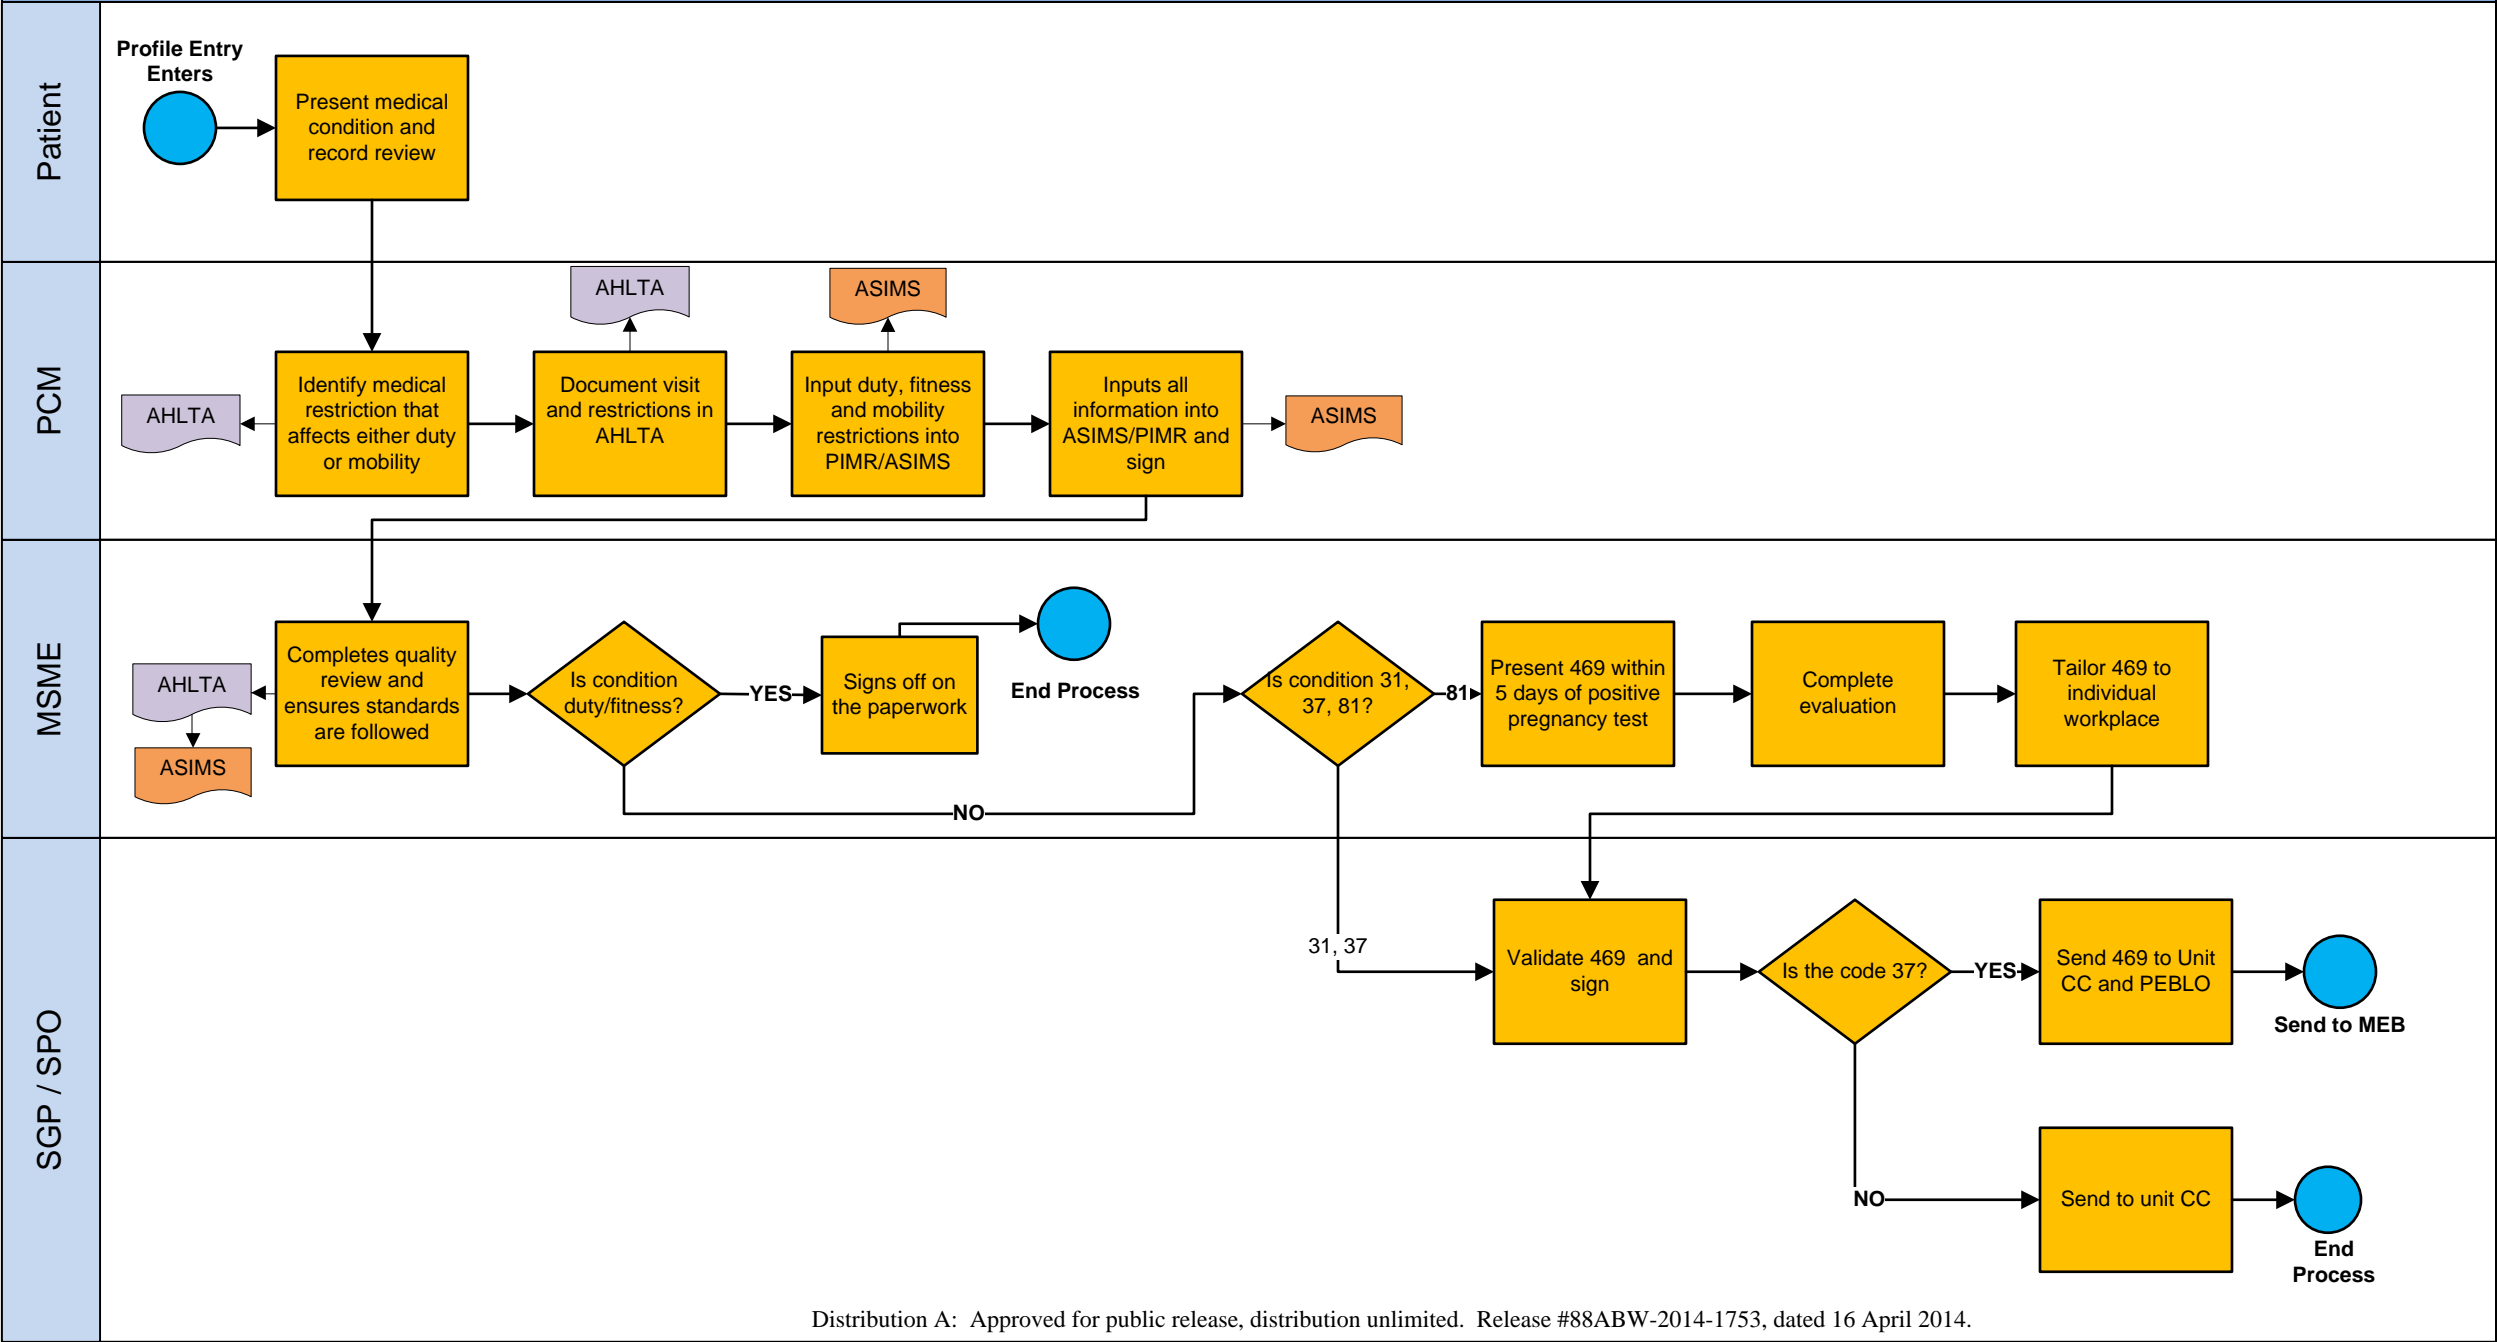 Patient
Profile Entry
Enters
Present medical
condition and
record review
PCM
AHLTA
Identify medical
restriction that
affects either duty
or mobility
AHLTA
Document visit
and restrictions in
AHLTA
ASIMS
Input duty, fitness
and mobility
restrictions into
PIMR/ASIMS
Inputs all
information into
ASIMS/PIMR and
sign
ASIMS
MSME
AHLTA
ASIMS
Completes quality
review and
ensures standards
are followed
Is condition
duty/fitness?
YES
Signs off on
the paperwork
End Process
NO
Is condition 31,
37, 81?
81
Present 469 within
5 days of positive
pregnancy test
Complete
evaluation
Tailor 469 to
individual
workplace
SGP / SPO
31, 37
Validate 469 and
sign
Is the code 37?
YES
Send 469 to Unit
CC and PEBLO
Send to MEB
NO
Send to unit CC
End
Process
Distribution A: Approved for public release, distribution unlimited. Release #88ABW-2014-1753, dated 16 April 2014.